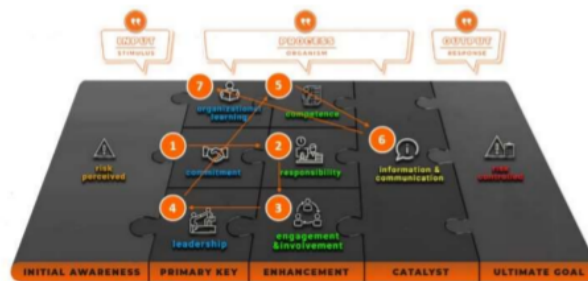 INPUT
STIMULUS
PROCESS
ORGANISM
OUTPUT
RESPONSE
7
organizational
learning
5
competence
6
information &
communication
1
commitment
2
responsibility
risk
perceived
risk
controlled
4
leadership
3
engagement
&involvement
INITIAL AWARENESS
PRIMARY KEY
ENHANCEMENT
CATALYST
ULTIMATE GOAL